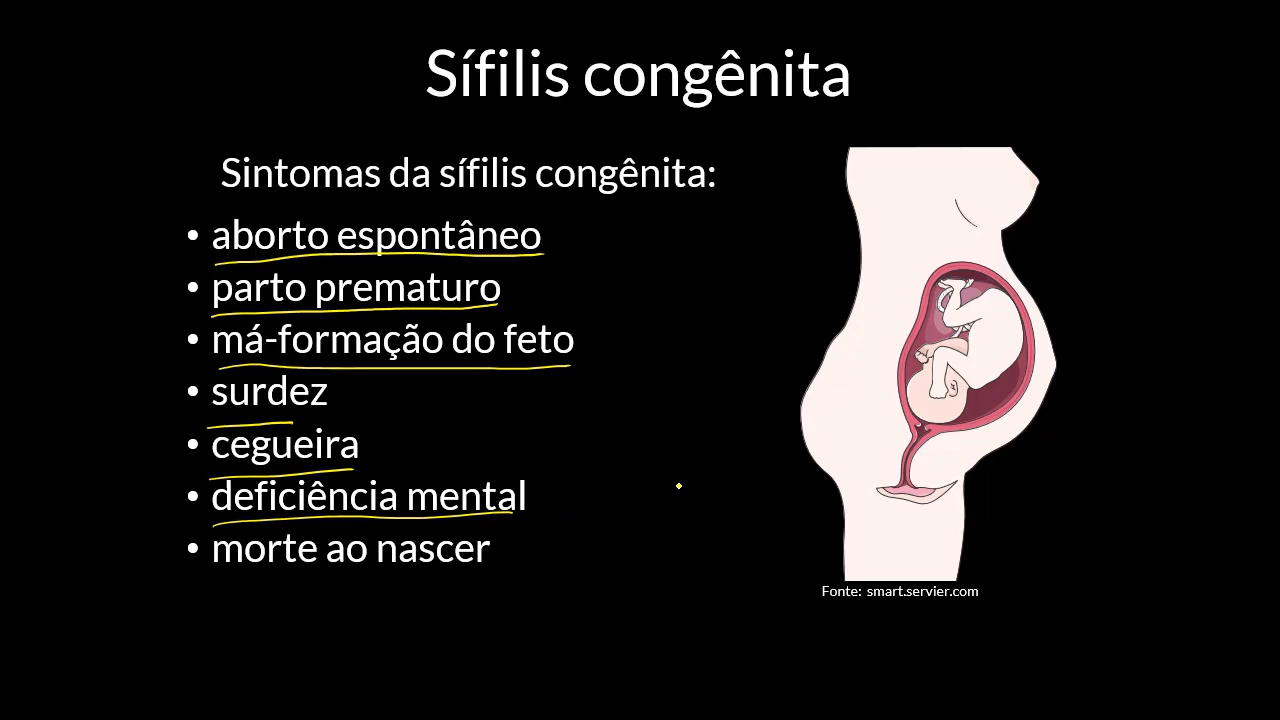 Sífilis congênita
Sintomas da sífilis congênita:
• aborto espontâneo
• parto prematuro
• má-formação do feto
• surdez
• cegueira
• deficiência mental
• morte ao nascer
Fonte: smart.servier.com